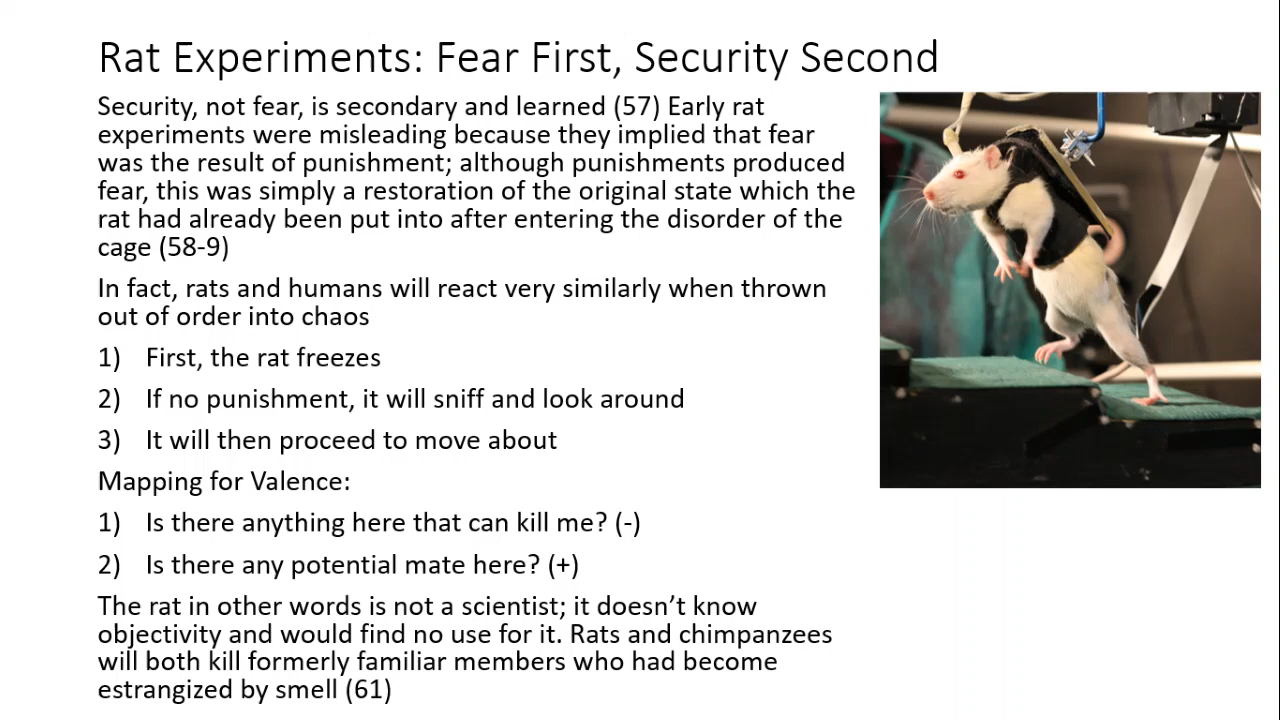 Rat Experiments: Fear First, Security Second
Security, not fear, is secondary and learned (57) Early rat
experiments were misleading because they implied that fear
was the result of punishment; although punishments produced
fear, this was simply a restoration of the original state which the
rat had already been put into after entering the disorder of the
cage (58-9)
In fact, rats and humans will react very similarly when thrown
out of order into chaos
1) First, the rat freezes
2) If no punishment, it will sniff and look around
3) It will then proceed to move about
Mapping for Valence:
1) Is there anything here that can kill me? (-)
2) Is there any potential mate here? (+)
The rat in other words is not a scientist; it doesn’t know
objectivity and would find no use for it. Rats and chimpanzees
will both kill formerly familiar members who had become
estrangized by smell (61)